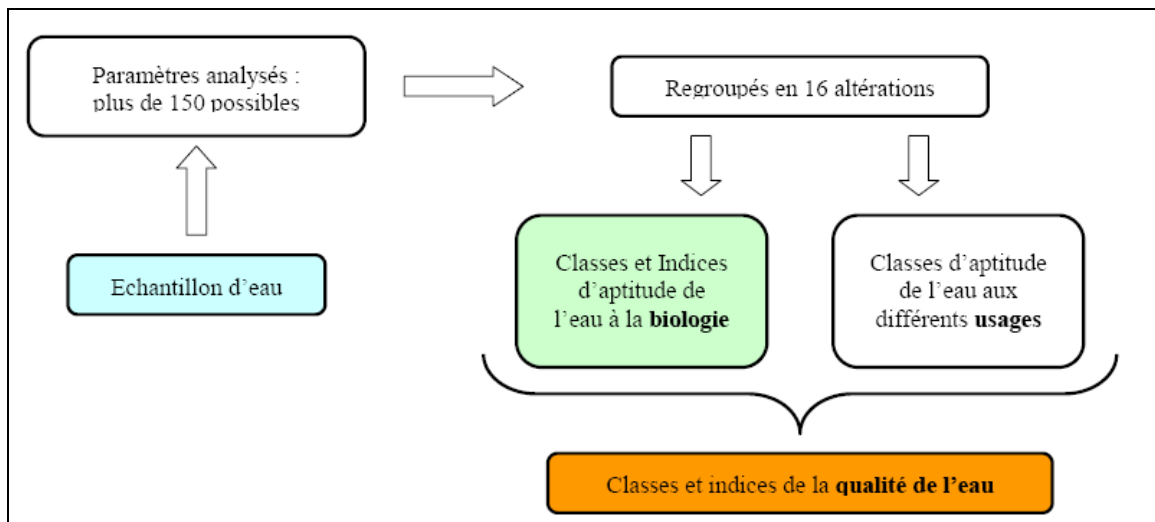 Paramètres analysés :
plus de 150 possibles
Regroupés en 16 altérations
Echantillon d'eau
Classes et Indices
d'aptitude de
l'eau à la biologie
Classes d'aptitude
de l'eau aux
différents usages
Classes et indices de la qualité de l'eau